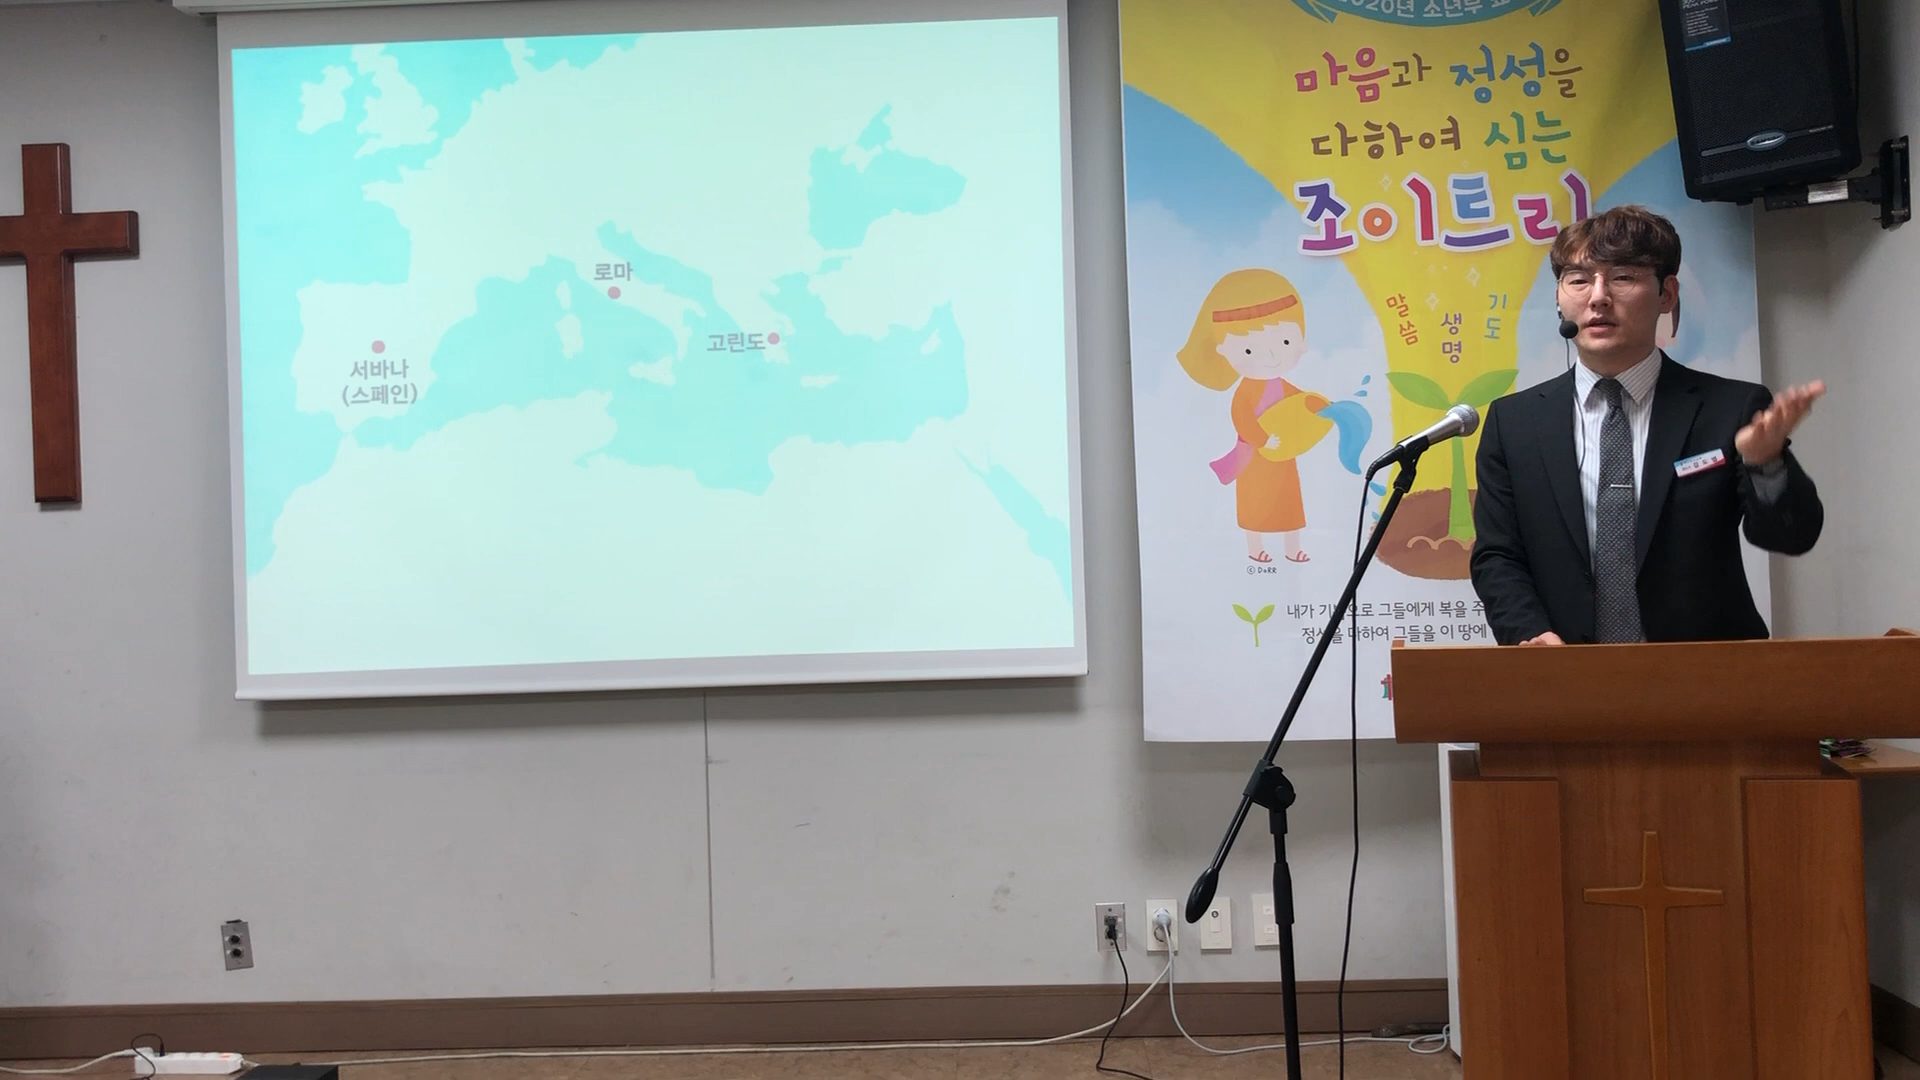 로마
고린도
서바나
(스페인)
2020년 소년부
마음과 정성을
다하여 심는
조이트리
말씀
생명
기도
© D+RR
내가 기쁨으로 그들에게 복을 주
정성을 다하여 그들을 이 땅에